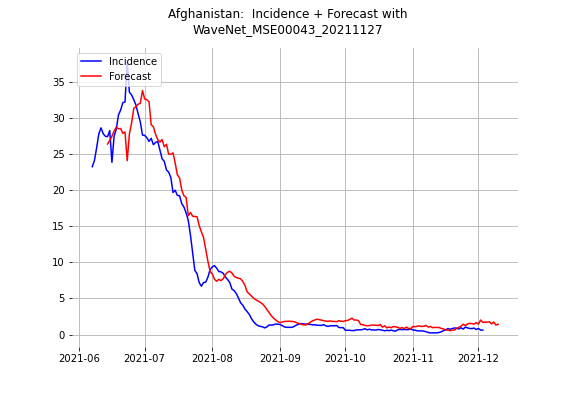 Afghanistan:  Incidence + Forecast with
WaveNet_MSE00043_20211127
Incidence
Forecast
35
30
25
20
15
10
5
0
2021-06 2021-07 2021-08 2021-09 2021-10 2021-11 2021-12